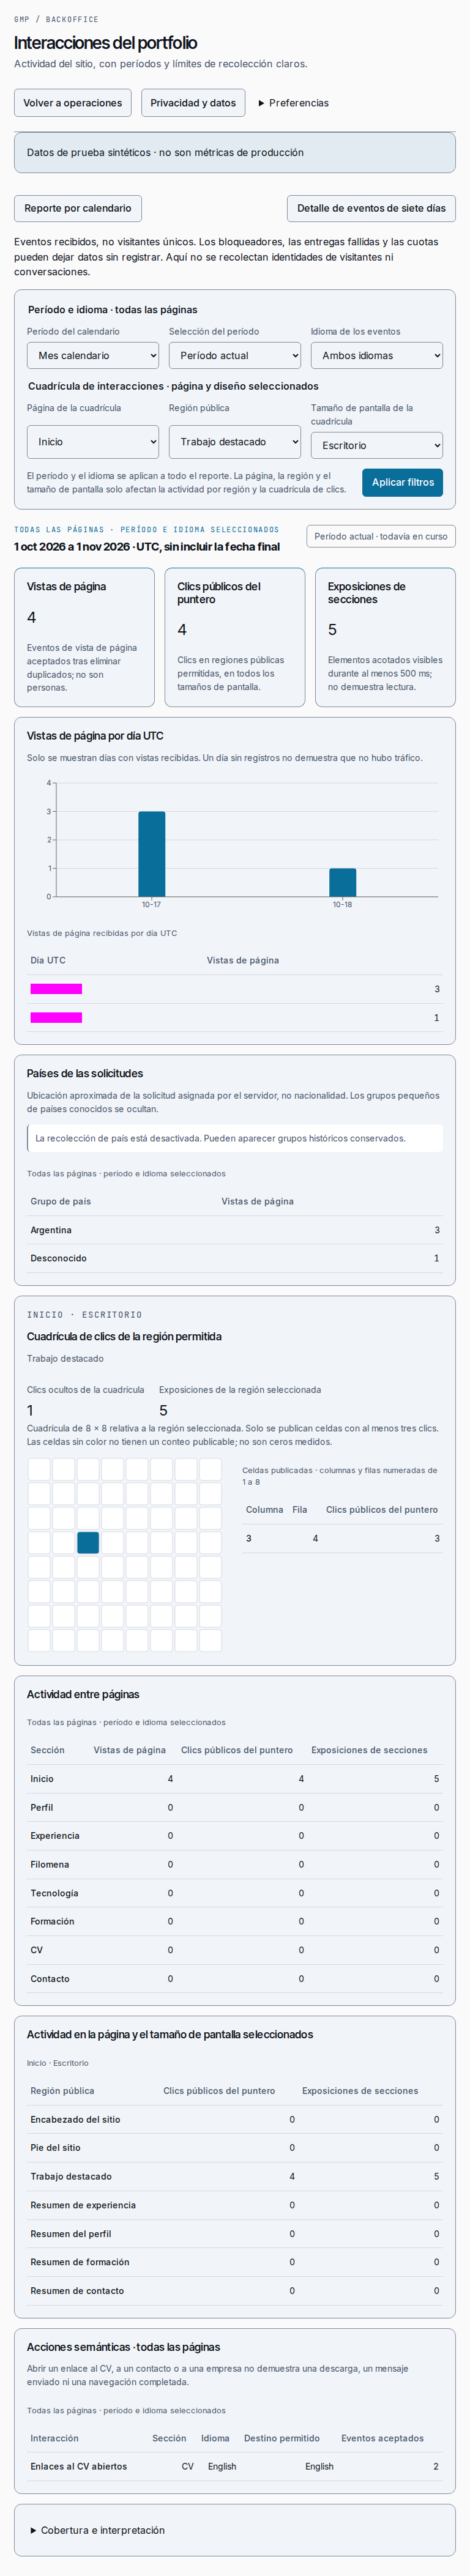 GMP / BACKOFFICE
Interacciones del portfolio
Actividad del sitio, con períodos y límites de recolección claros.
Volver a operaciones
Privacidad y datos
▶ Preferencias
Datos de prueba sintéticos · no son métricas de producción
Reporte por calendario
Detalle de eventos de siete días
Eventos recibidos, no visitantes únicos. Los bloqueadores, las entregas fallidas y las cuotas
pueden dejar datos sin registrar. Aquí no se recolectan identidades de visitantes ni
conversaciones.
Período e idioma · todas las páginas
Período del calendario
Selección del período
Idioma de los eventos
Mes calendario
Período actual
Ambos idiomas
Cuadrícula de interacciones · página y diseño seleccionados
Página de la cuadrícula
Región pública
Tamaño de pantalla de la
cuadrícula
Inicio
Trabajo destacado
Escritorio
El período y el idioma se aplican a todo el reporte. La página, la región y el
tamaño de pantalla solo afectan la actividad por región y la cuadrícula de clics.
Aplicar filtros
TODAS LAS PÁGINAS · PERÍODO E IDIOMA SELECCIONADOS
1 oct 2026 a 1 nov 2026 · UTC, sin incluir la fecha final
Período actual · todavía en curso
Vistas de página
4
Eventos de vista de página
aceptados tras eliminar
duplicados; no son
personas.
Clics públicos del
puntero
4
Clics en regiones públicas
permitidas, en todos los
tamaños de pantalla.
Exposiciones de
secciones
5
Elementos acotados visibles
durante al menos 500 ms;
no demuestra lectura.
Vistas de página por día UTC
Solo se muestran días con vistas recibidas. Un día sin registros no demuestra que no hubo tráfico.
4
3
2
1
0
10-17
10-18
Vistas de página recibidas por día UTC
Día UTC
Vistas de página
3
1
Países de las solicitudes
Ubicación aproximada de la solicitud asignada por el servidor, no nacionalidad. Los grupos pequeños
de países conocidos se ocultan.
La recolección de país está desactivada. Pueden aparecer grupos históricos conservados.
Todas las páginas · período e idioma seleccionados
Grupo de país
Vistas de página
Argentina 3
Desconocido 1
INICIO · ESCRITORIO
Cuadrícula de clics de la región permitida
Trabajo destacado
Clics ocultos de la cuadrícula
1
Exposiciones de la región seleccionada
5
Cuadrícula de 8 × 8 relativa a la región seleccionada. Solo se publican celdas con al menos tres clics.
Las celdas sin color no tienen un conteo publicable; no son ceros medidos.
Celdas publicadas · columnas y filas numeradas de
1 a 8
Columna Fila Clics públicos del puntero
3 4 3
Actividad entre páginas
Todas las páginas · período e idioma seleccionados
Sección Vistas de página Clics públicos del puntero Exposiciones de secciones
Inicio 4 4 5
Perfil 0 0 0
Experiencia 0 0 0
Filomena 0 0 0
Tecnología 0 0 0
Formación 0 0 0
CV 0 0 0
Contacto 0 0 0
Actividad en la página y el tamaño de pantalla seleccionados
Inicio · Escritorio
Región pública Clics públicos del puntero Exposiciones de secciones
Encabezado del sitio 0 0
Pie del sitio 0 0
Trabajo destacado 4 5
Resumen de experiencia 0 0
Resumen del perfil 0 0
Resumen de formación 0 0
Resumen de contacto 0 0
Acciones semánticas · todas las páginas
Abrir un enlace al CV, a un contacto o a una empresa no demuestra una descarga, un mensaje
enviado ni una navegación completada.
Todas las páginas · período e idioma seleccionados
Interacción Sección Idioma Destino permitido Eventos aceptados
Enlaces al CV abiertos CV English English 2
▶ Cobertura e interpretación